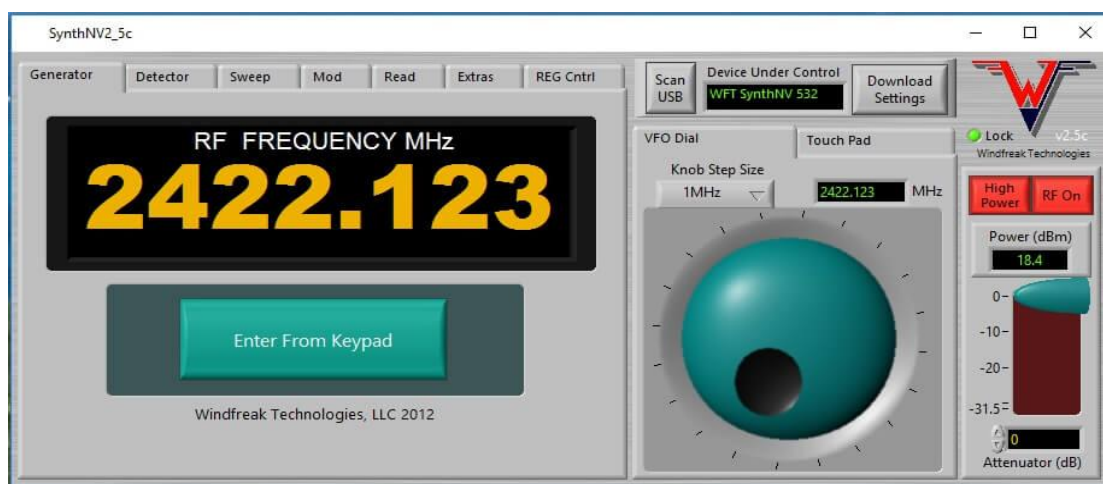 SynthNV2_5c
Generator
Detector
Sweep
Mod
Read
Extras
REG Cntrl
RF FREQUENCY MHz
2422.123
Enter From Keypad
Windfreak Technologies, LLC 2012
Scan
USB
Device Under Control
WFT SynthNV 532
Download
Settings
VFO Dial
Touch Pad
Knob Step Size
1MHz
2422.123
MHz
W
Lock
v2.5c
Windfreak Technologies
High
Power
RF On
Power (dBm)
18.4
0-
-10-
-20-
-31.5-
0
Attenuator (dB)